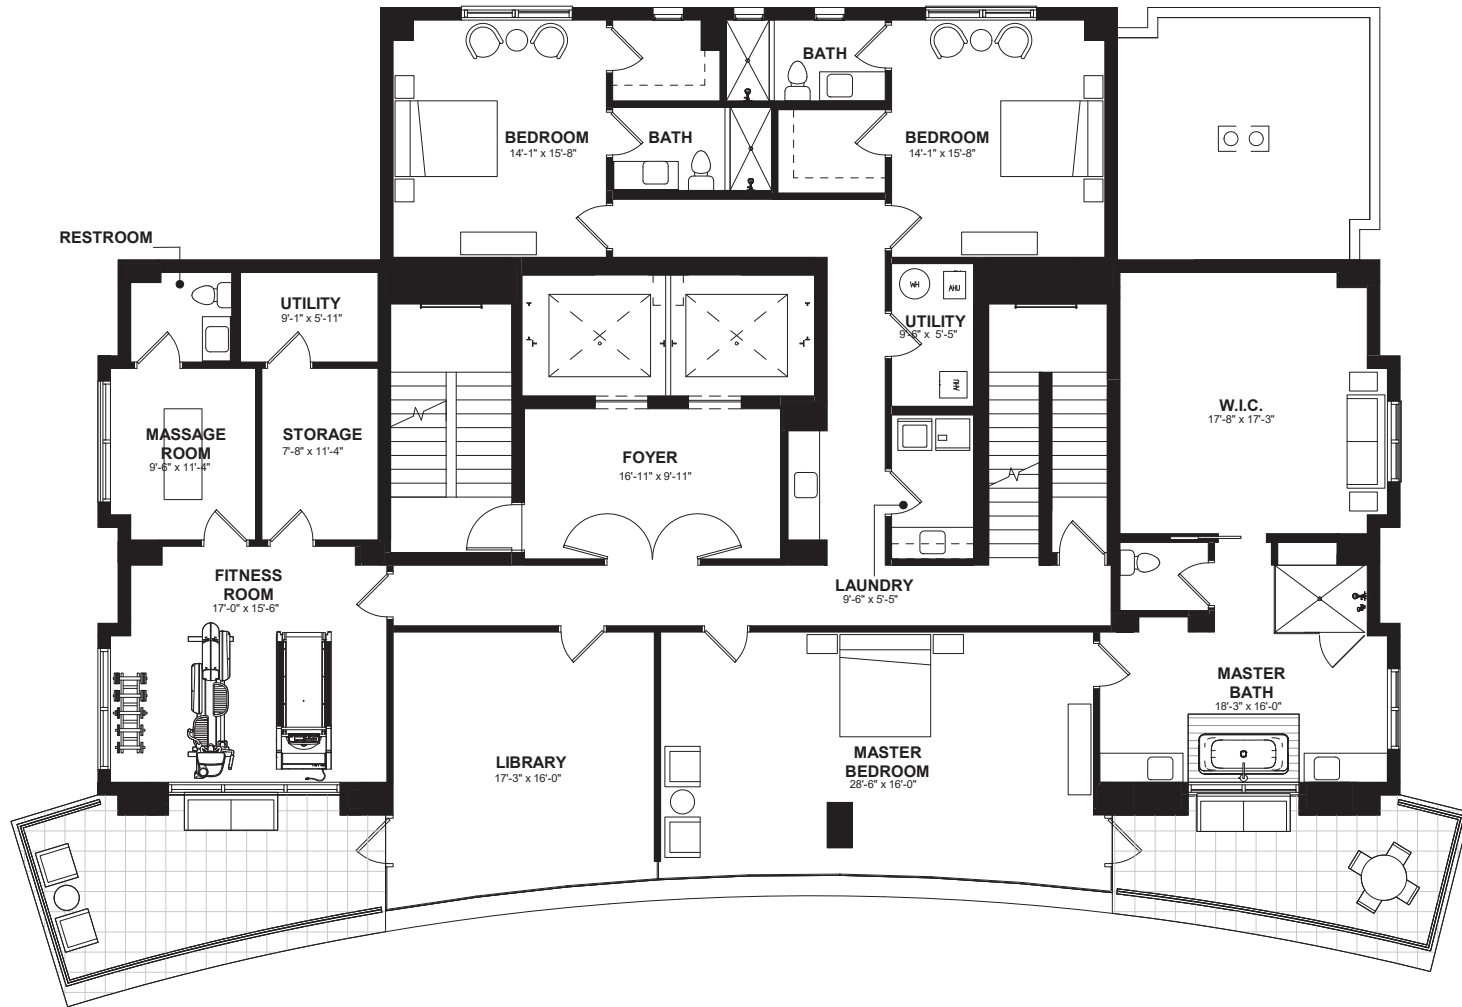 BATH
BEDROOM
14'-1" x 15'-8"
BATH
BEDROOM
14'-1" x 15'-8"
RESTROOM
UTILITY
9'-1" x 5'-11"
WH
AHU
UTILITY
9'-6" x 5'-5"
AHU
MASSAGE
ROOM
9'-6" x 11'-4"
STORAGE
7'-8" x 11'-4"
FOYER
16'-11" x 9'-11"
W.I.C.
17'-8" x 17'-3"
FITNESS
ROOM
17'-0" x 15'-6"
LAUNDRY
9'-6" x 5'-5"
MASTER
BATH
18'-3" x 16'-0"
LIBRARY
17'-3" x 16'-0"
MASTER
BEDROOM
28'-6" x 16'-0"